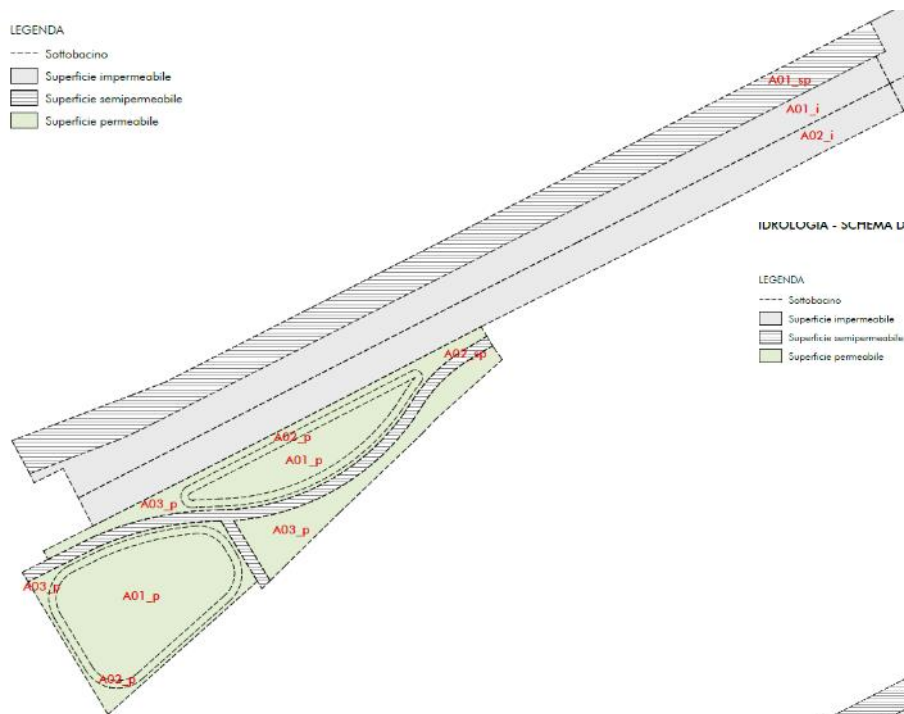 LEGENDA
Sottobacino
Superficie impermeabile
Superficie semipermeabile
Superficie permeabile
A01_sp
A01_i
A02_i
IDROLOGIA - SCHEMA D
LEGENDA
Sottobacino
Superficie impermeabile
Superficie semipermeabile
Superficie permeabile
A02_sp
A02_p
A01_p
A03_p
A03_p
A03_p
A01_p
A02_p